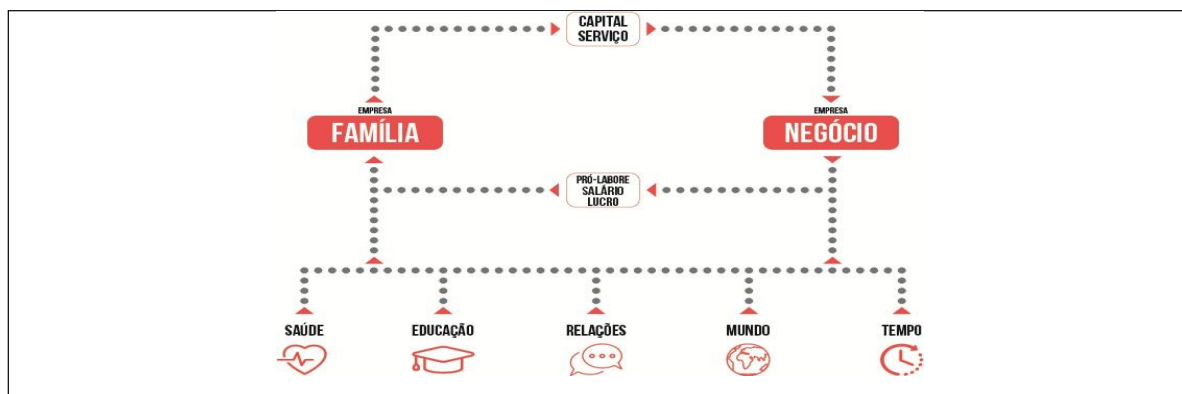 CAPITAL
SERVIÇO
EMPRESA
FAMÍLIA
EMPRESA
NEGÓCIO
PRÓ-LABORE
SALÁRIO
LUCRO
SAÚDE
EDUCAÇÃO
RELAÇÕES
MUNDO
TEMPO